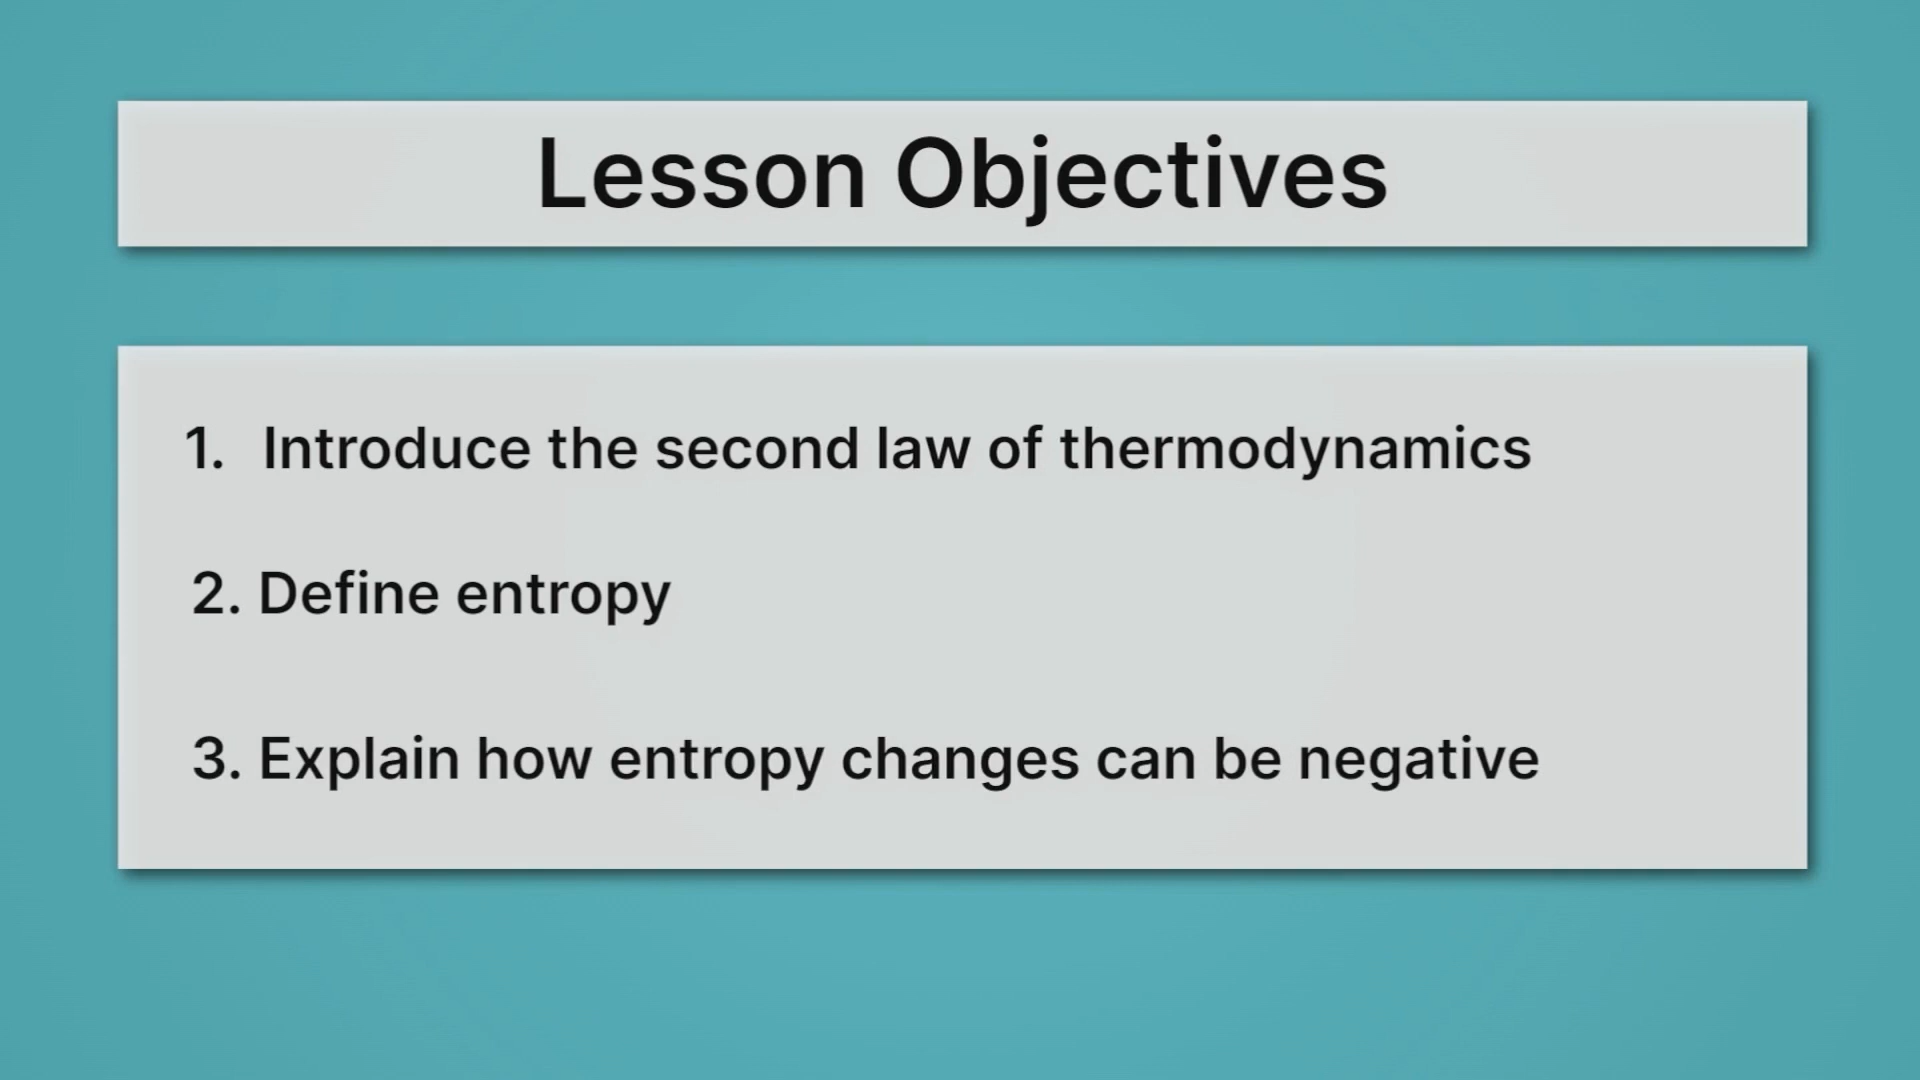 Lesson Objectives
1. Introduce the second law of thermodynamics
2. Define entropy
3. Explain how entropy changes can be negative